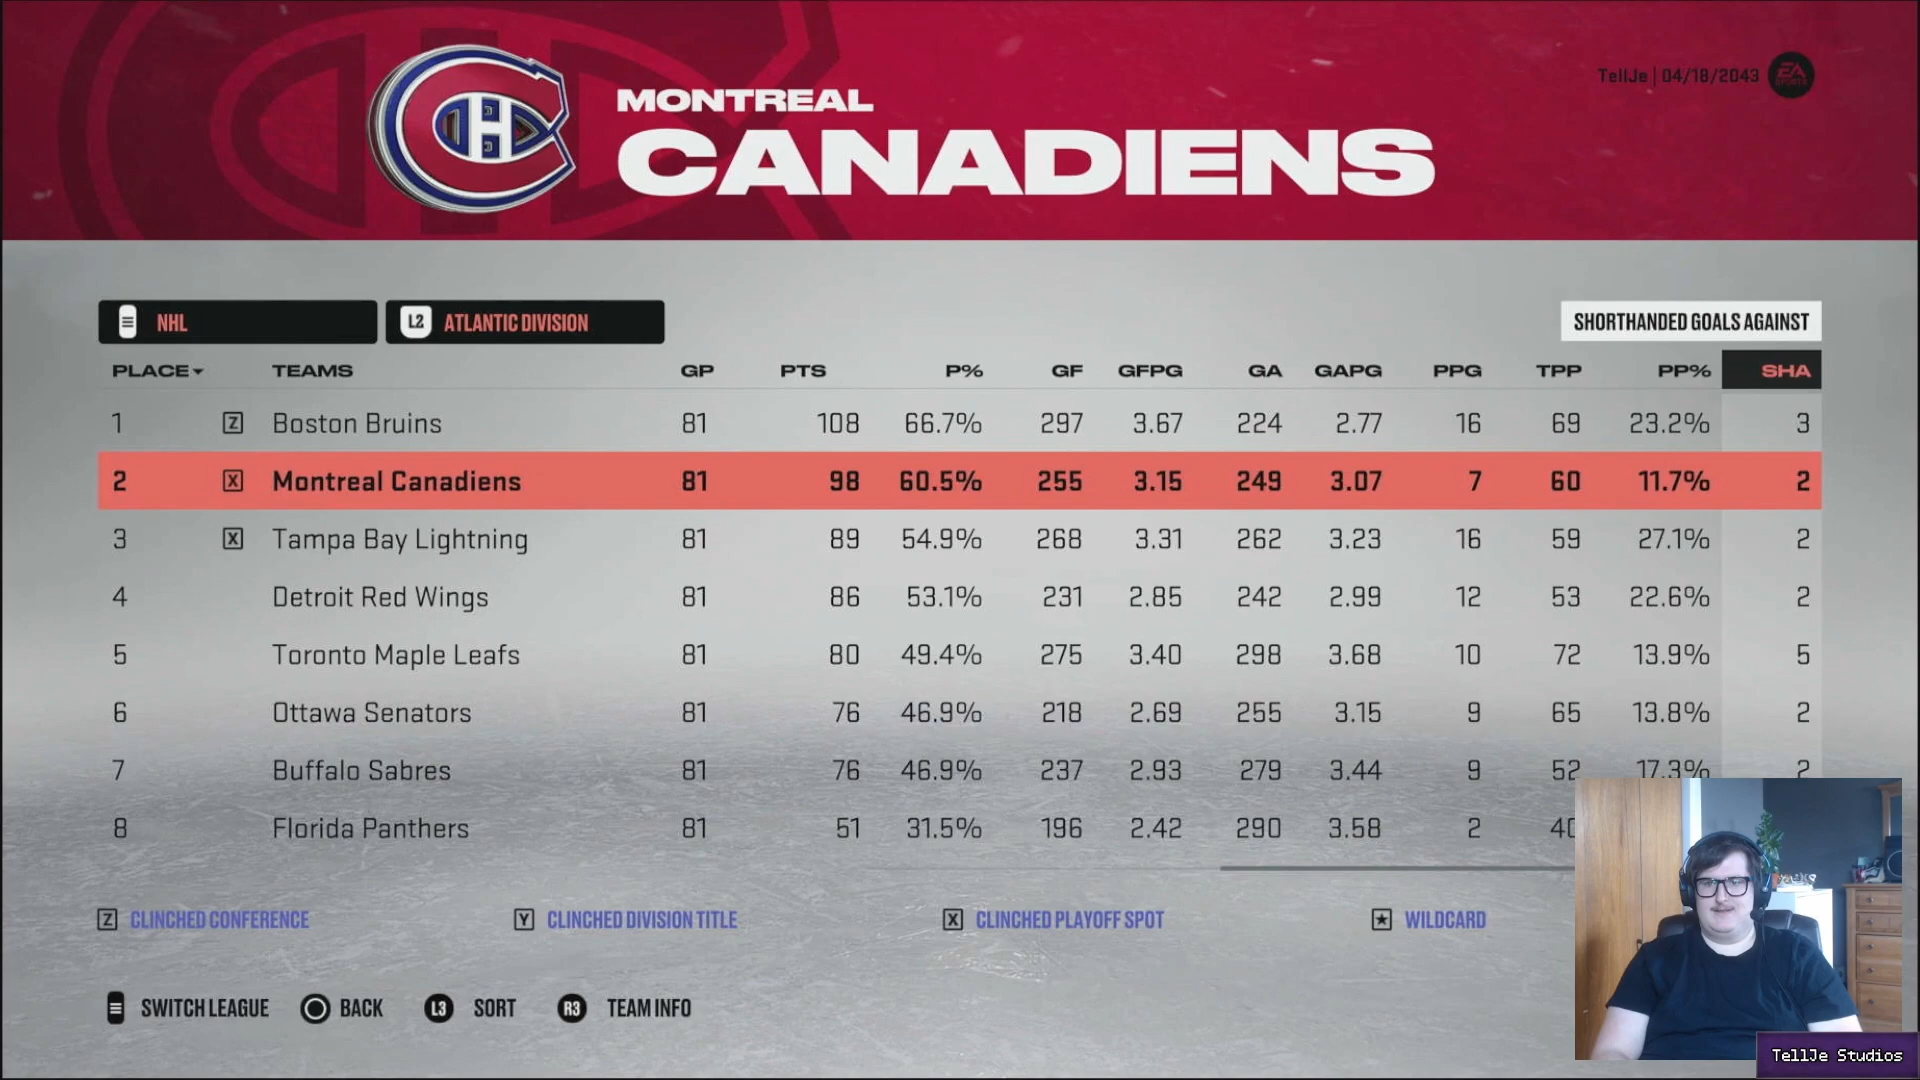 TellJe | 04/18/2043
MONTREAL
CANADIENS
NHL
L2 ATLANTIC DIVISION
SHORTHANDED GOALS AGAINST
PLACE TEAMS GP PTS P% GF GFPG GA GAPG PPG TPP PP% SHA
1 Z Boston Bruins 81 108 66.7% 297 3.67 224 2.77 16 69 23.2% 3
2 X Montreal Canadiens 81 98 60.5% 255 3.15 249 3.07 7 60 11.7% 2
3 X Tampa Bay Lightning 81 89 54.9% 268 3.31 262 3.23 16 59 27.1% 2
4 Detroit Red Wings 81 86 53.1% 231 2.85 242 2.99 12 53 22.6% 2
5 Toronto Maple Leafs 81 80 49.4% 275 3.40 298 3.68 10 72 13.9% 5
6 Ottawa Senators 81 76 46.9% 218 2.69 255 3.15 9 65 13.8% 2
7 Buffalo Sabres 81 76 46.9% 237 2.93 279 3.44 9 52 17.3% 2
8 Florida Panthers 81 51 31.5% 196 2.42 290 3.58 2 40
Z CLINCHED CONFERENCE Y CLINCHED DIVISION TITLE X CLINCHED PLAYOFF SPOT ★ WILDCARD
SWITCH LEAGUE BACK L3 SORT R3 TEAM INFO
TellJe Studios